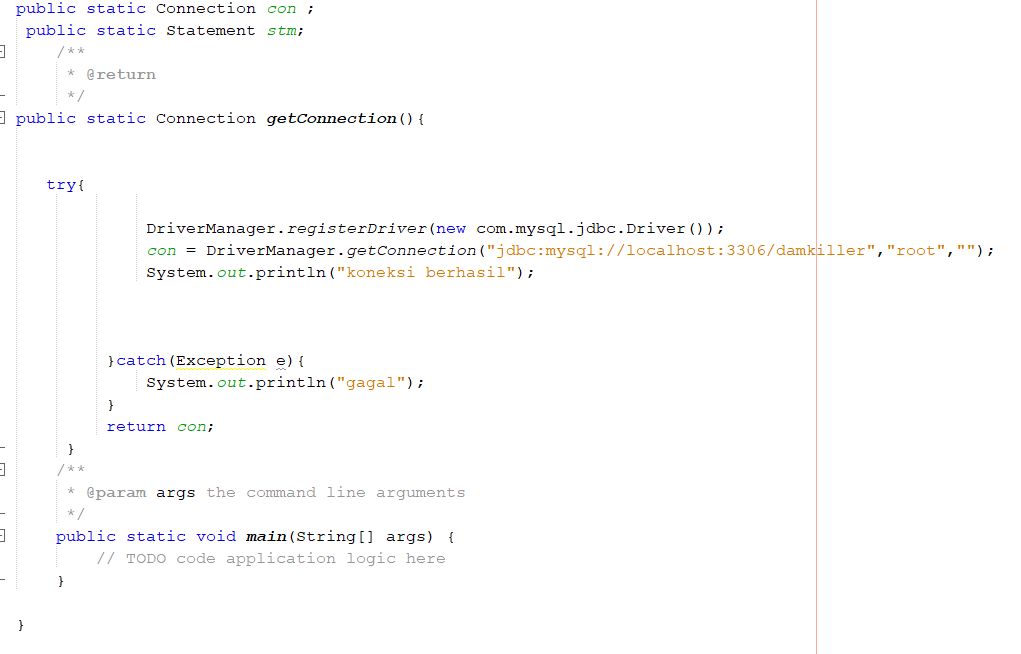 public static Connection con ;
public static Statement stm;
/**
* @return
*/
public static Connection getConnection(){
try{
DriverManager.registerDriver(new com.mysql.jdbc.Driver());
con = DriverManager.getConnection("jdbc:mysql://localhost:3306/damkiller","root","");
System.out.println("koneksi berhasil");
}catch(Exception e){
System.out.println("gagal");
}
return con;
}
/**
* @param args the command line arguments
*/
public static void main(String[] args) {
// TODO code application logic here
}
}